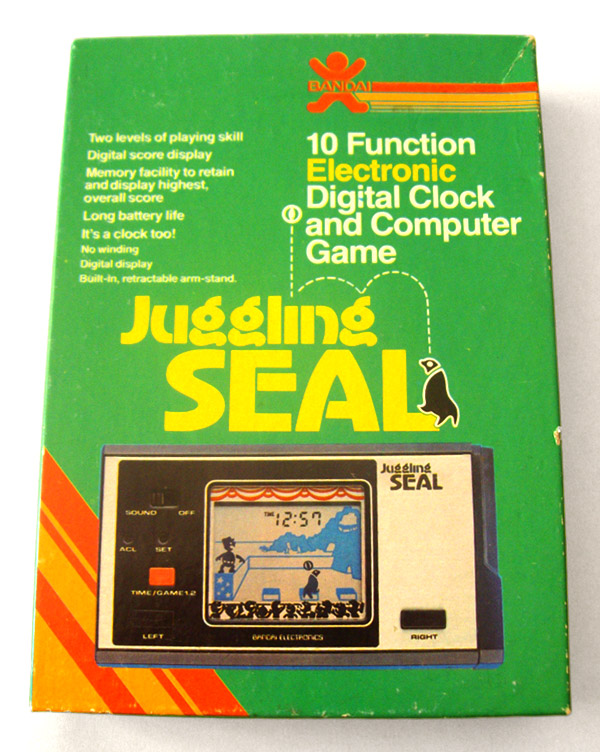 BANDAI
Two levels of playing skill
Digital score display
Memory facility to retain
and display highest,
overall score
Long battery life
It's a clock too!
No winding
Digital display
Built-in, retractable arm-stand.
10 Function
Electronic
Digital Clock
and Computer
Game
Juggling
SEAL
Juggling
SEAL
SOUND OFF
ACL SET
TIME/GAME1.2
LEFT
TIME 12:57
BANDAI ELECTRONICS
RIGHT